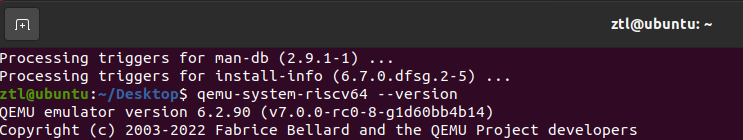 ztl@ubuntu: ~
Processing triggers for man-db (2.9.1-1) ...
Processing triggers for install-info (6.7.0.dfsg.2-5) ...
ztl@ubuntu:~/Desktop$ qemu-system-riscv64 --version
QEMU emulator version 6.2.90 (v7.0.0-rc0-8-g1d60bb4b14)
Copyright (c) 2003-2022 Fabrice Bellard and the QEMU Project developers